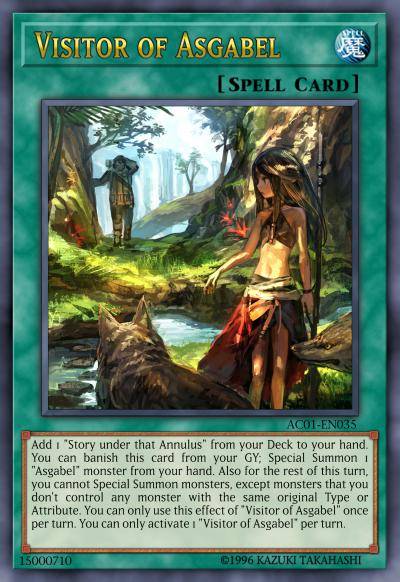 Visitor of Asgabel
魔
[Spell Card]
AC01-EN035
Add 1 "Story under that Annulus" from your Deck to your hand.
You can banish this card from your GY; Special Summon 1
"Asgabel" monster from your hand. Also for the rest of this turn,
you cannot Special Summon monsters, except monsters that you
don't control any monster with the same original Type or
Attribute. You can only use this effect of "Visitor of Asgabel" once
per turn. You can only activate 1 "Visitor of Asgabel" per turn.
15000710
©1996 KAZUKI TAKAHASHI